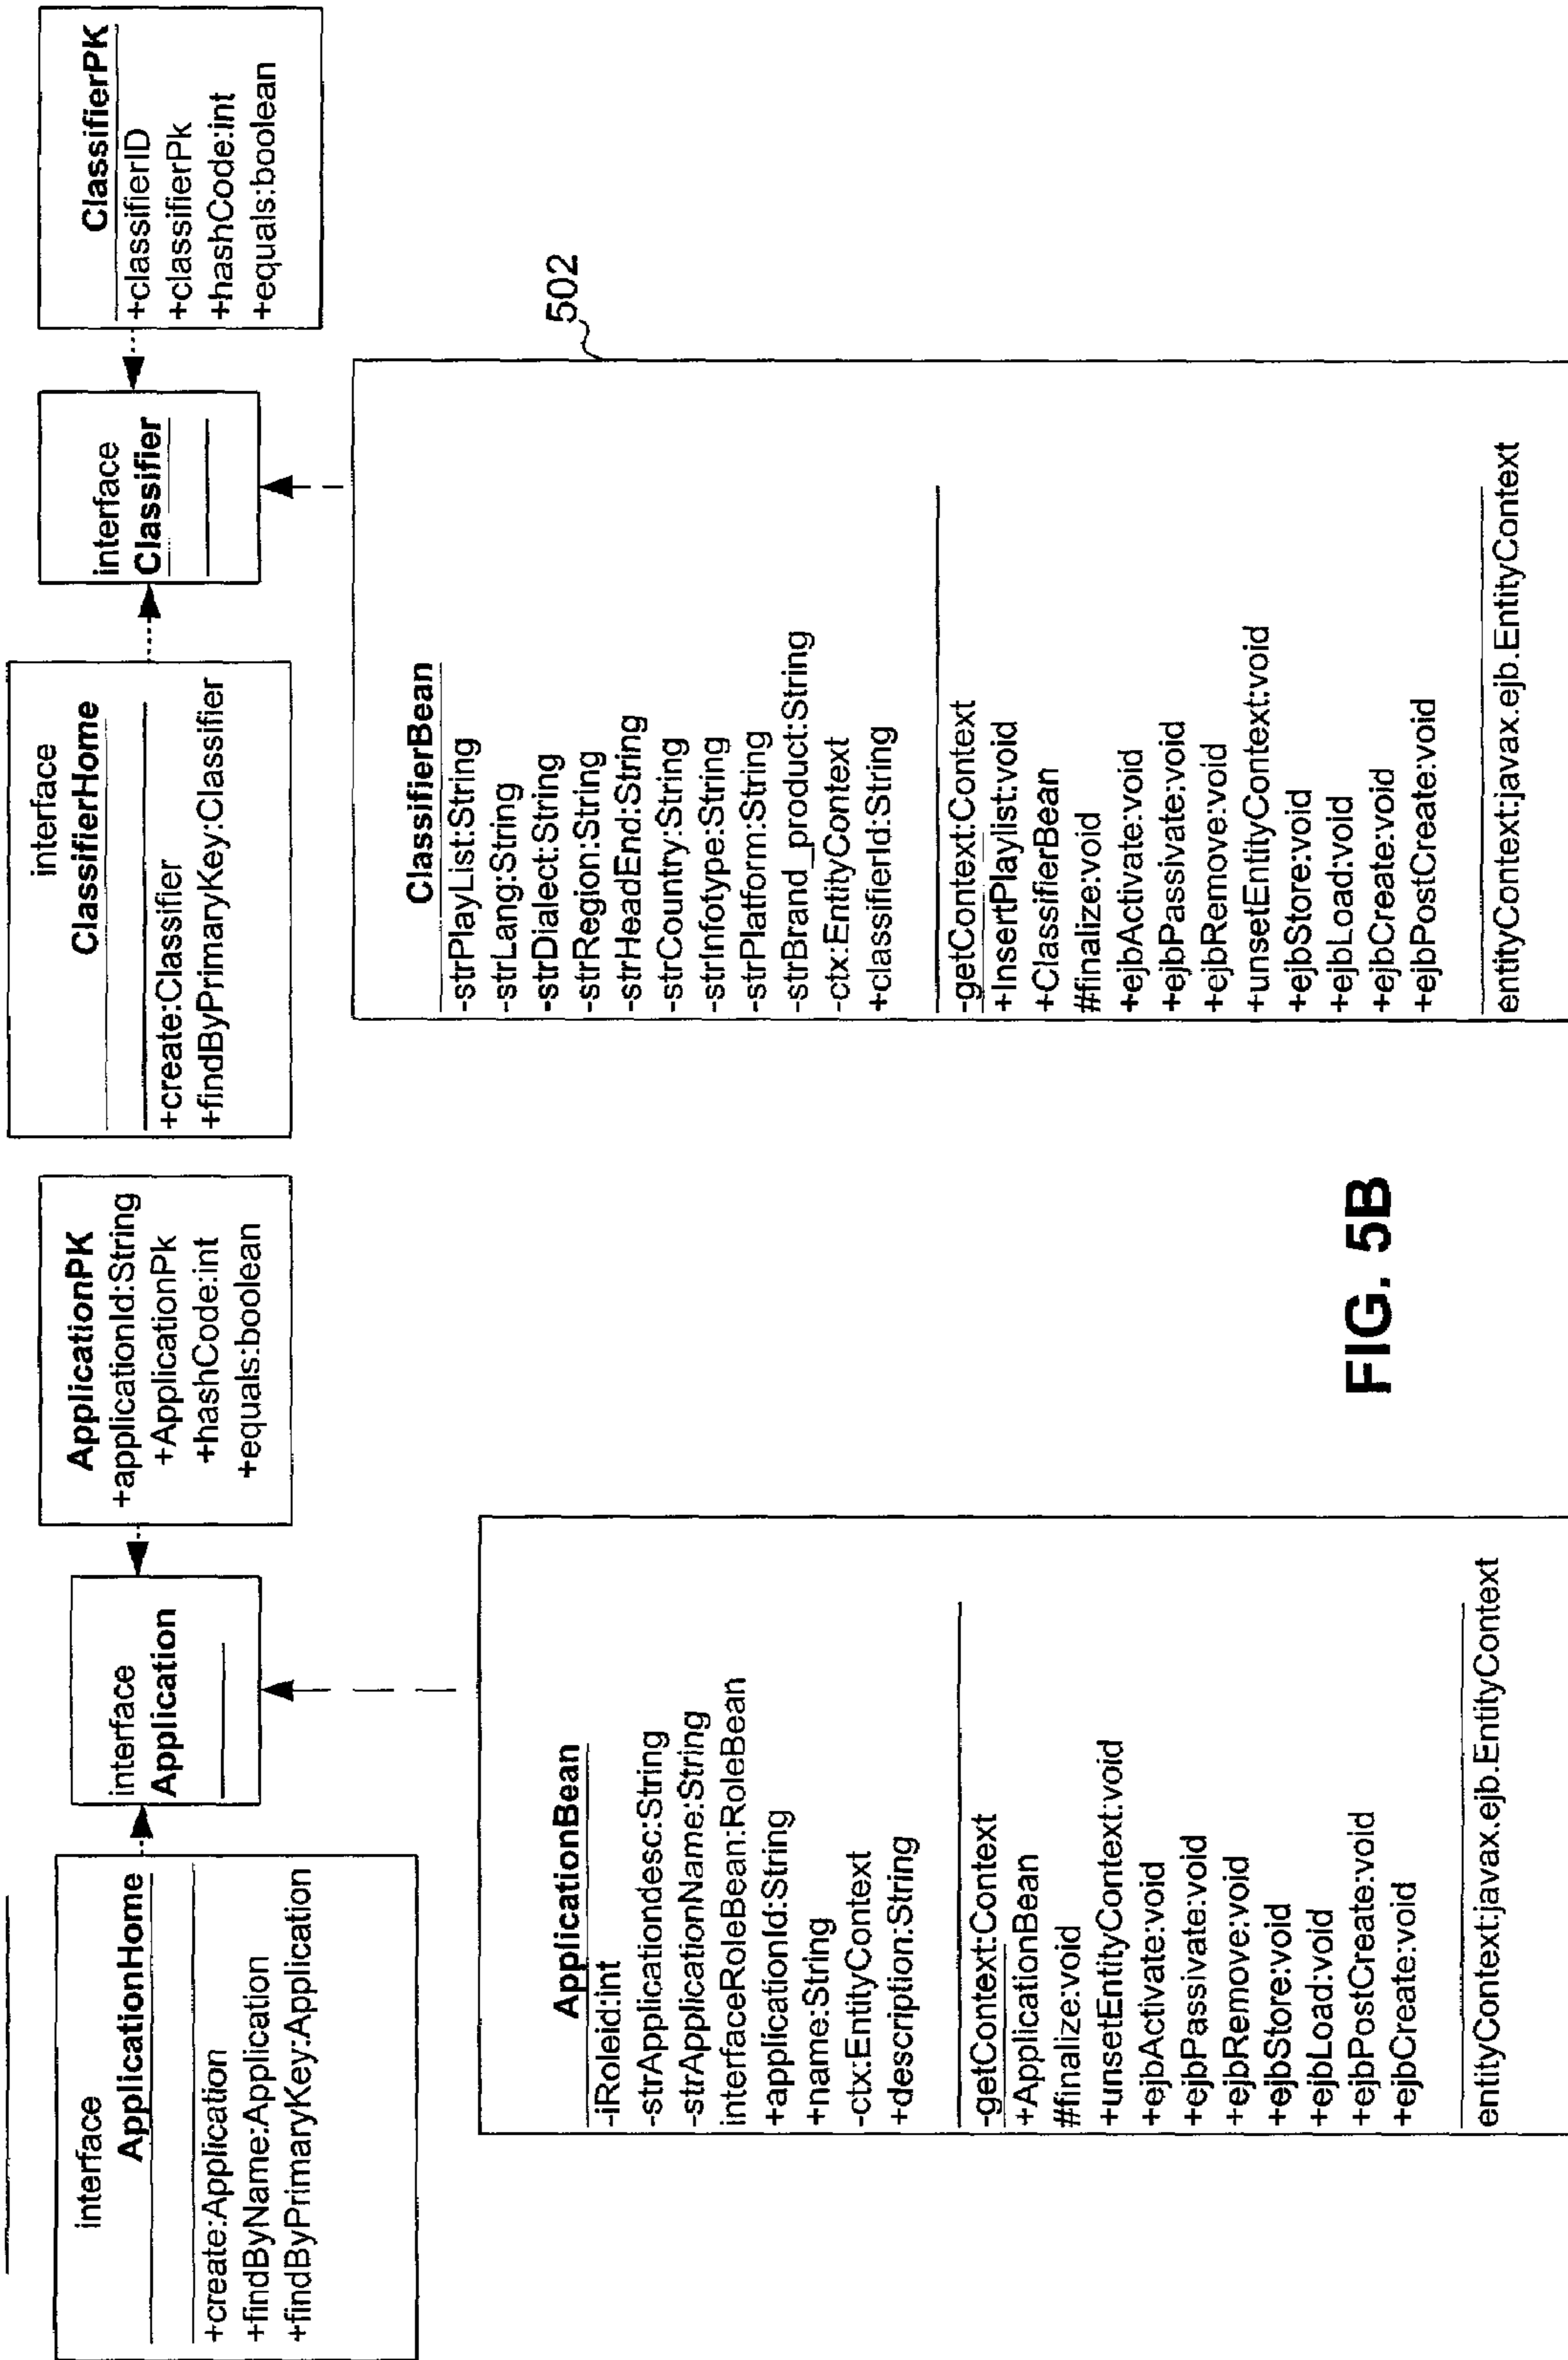 interface
ApplicationHome
+create:Application
+findByName:Application
+findByPrimaryKey:Application
interface
Application
ApplicationPK
+applicationId:String
+ApplicationPk
+hashCode:int
+equals:boolean
interface
ClassifierHome
+create:Classifier
+findByPrimaryKey:Classifier
interface
Classifier
ClassifierPK
+classifierID
+classifierPk
+hashCode:int
+equals:boolean
ApplicationBean
-iRoleid:int
-strApplicationdesc:String
-strApplicationName:String
interfaceRoleBean:RoleBean
+applicationId:String
+name:String
-ctx:EntityContext
+description:String
-getContext:Context
+ApplicationBean
#finalize:void
+unsetEntityContext:void
+ejbActivate:void
+ejbPassivate:void
+ejbRemove:void
+ejbStore:void
+ejbLoad:void
+ejbPostCreate:void
+ejbCreate:void
entityContext:javax.ejb.EntityContext
502
ClassifierBean
-strPlayList:String
-strLang:String
-strDialect:String
-strRegion:String
-strHeadEnd:String
-strCountry:String
-strInfotype:String
-strPlatform:String
-strBrand_product:String
-ctx:EntityContext
+classifierId:String
-getContext:Context
+InsertPlaylist:void
+ClassifierBean
#finalize:void
+ejbActivate:void
+ejbPassivate:void
+ejbRemove:void
+unsetEntityContext:void
+ejbStore:void
+ejbLoad:void
+ejbCreate:void
+ejbPostCreate:void
entityContext:javax.ejb.EntityContext
FIG. 5B